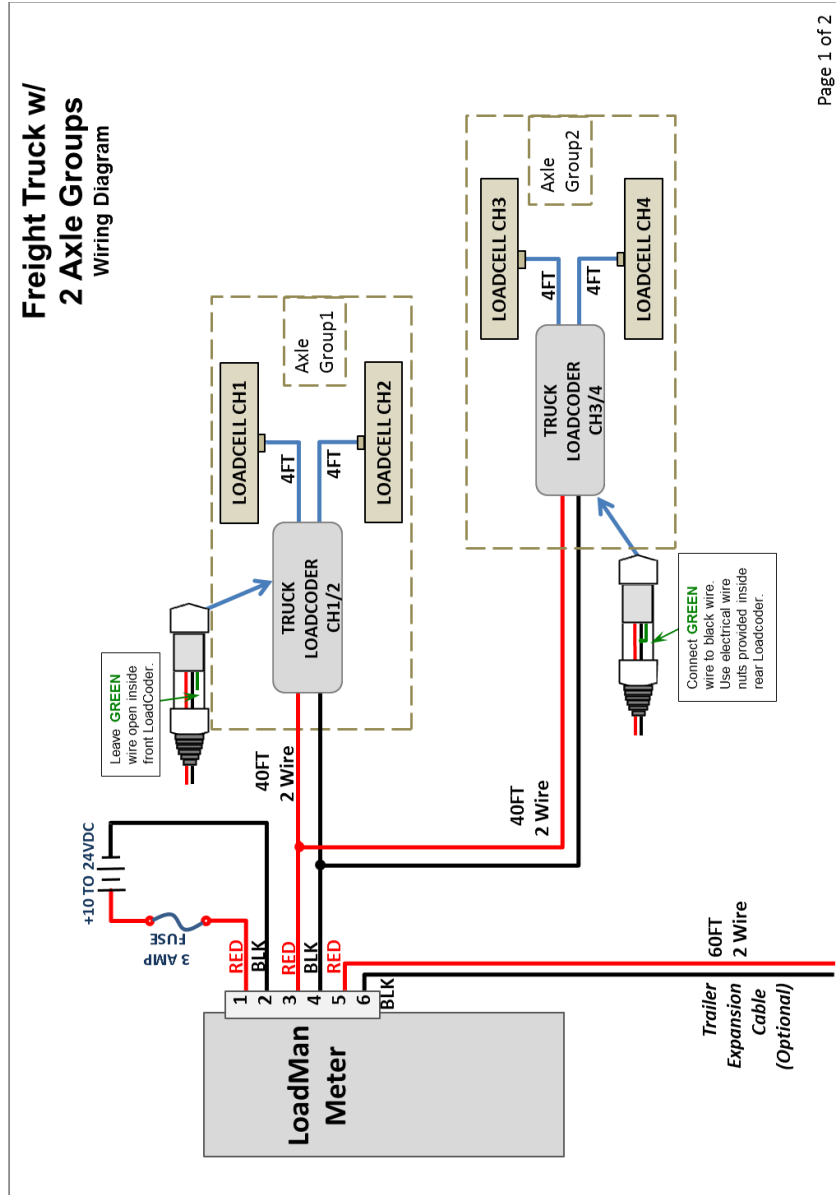 Freight Truck w/
2 Axle Groups
Wiring Diagram
Leave GREEN
wire open inside
front LoadCoder.
LOADCELL CH1
LOADCELL CH2
Axle
Group1
4FT
4FT
TRUCK
LOADCODER
CH1/2
LOADCELL CH3
LOADCELL CH4
Axle
Group2
4FT
4FT
TRUCK
LOADCODER
CH3/4
Connect GREEN
wire to black wire.
Use electrical wire
nuts provided inside
rear Loadcoder.
+10 TO 24VDC
3 AMP
FUSE
40FT
2 Wire
40FT
2 Wire
RED
BLK
RED
BLK
RED
BLK
1
2
3
4
5
6
LoadMan
Meter
60FT
2 Wire
Trailer
Expansion
Cable
(Optional)
Page 1 of 2